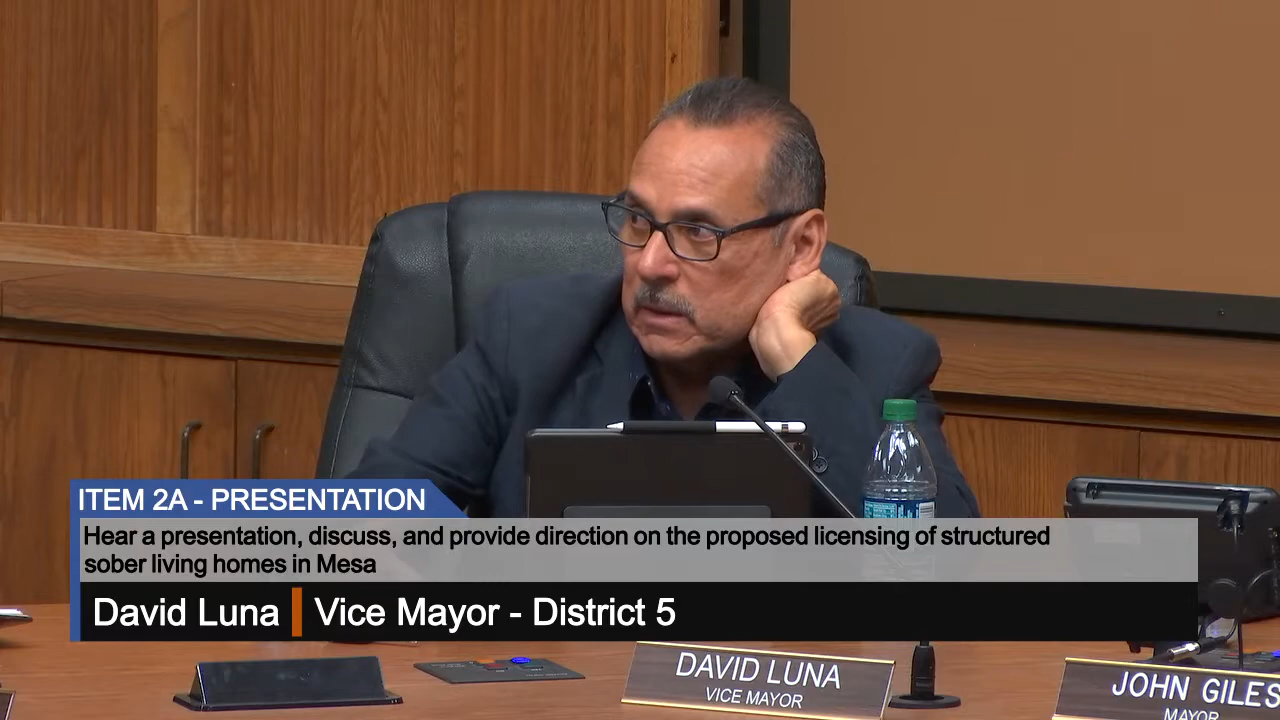 ITEM 2A - PRESENTATION
Hear a presentation, discuss, and provide direction on the proposed licensing of structured
sober living homes in Mesa
David Luna | Vice Mayor - District 5
DAVID LUNA
VICE MAYOR
JOHN GILES
MAYOR